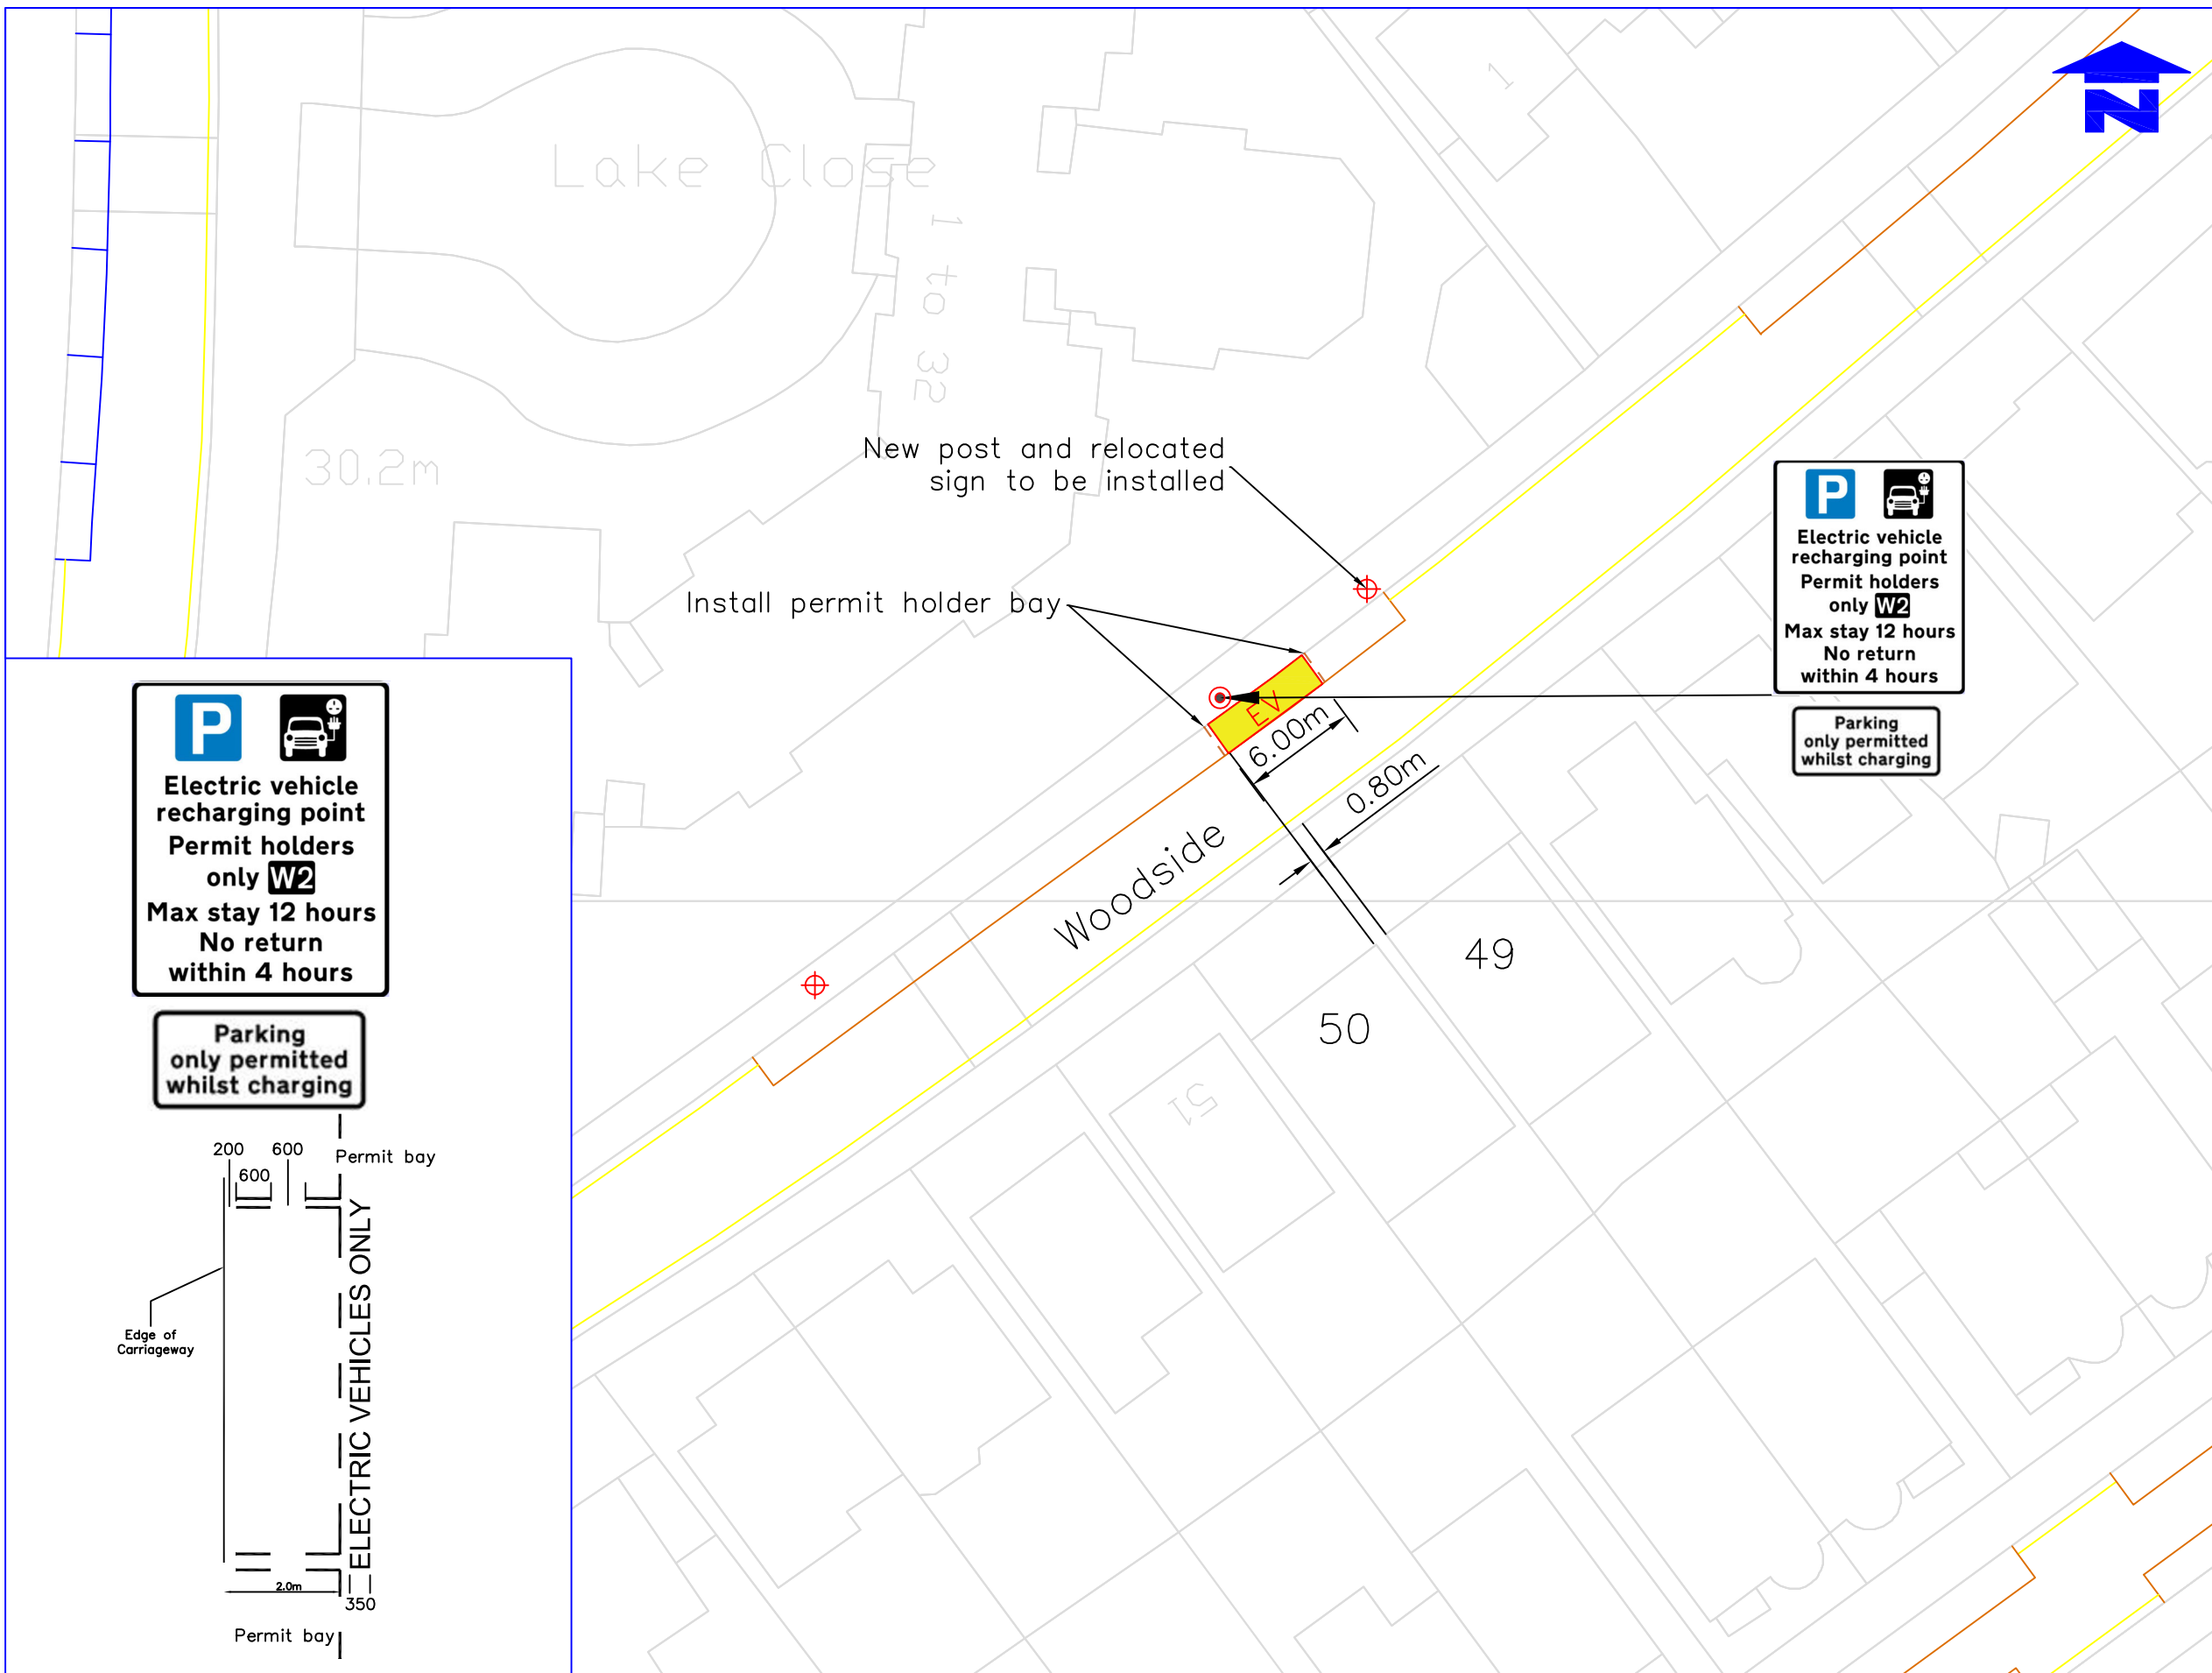 Lake Close
1 to 32
30.2m
1
N
New post and relocated
sign to be installed
Install permit holder bay
EV
6.00m
0.80m
Woodside
49
50
51
P
Electric vehicle
recharging point
Permit holders
only W2
Max stay 12 hours
No return
within 4 hours
Parking
only permitted
whilst charging
P
Electric vehicle
recharging point
Permit holders
only W2
Max stay 12 hours
No return
within 4 hours
Parking
only permitted
whilst charging
200
600
600
Permit bay
ELECTRIC VEHICLES ONLY
Edge of
Carriageway
2.0m
350
Permit bay